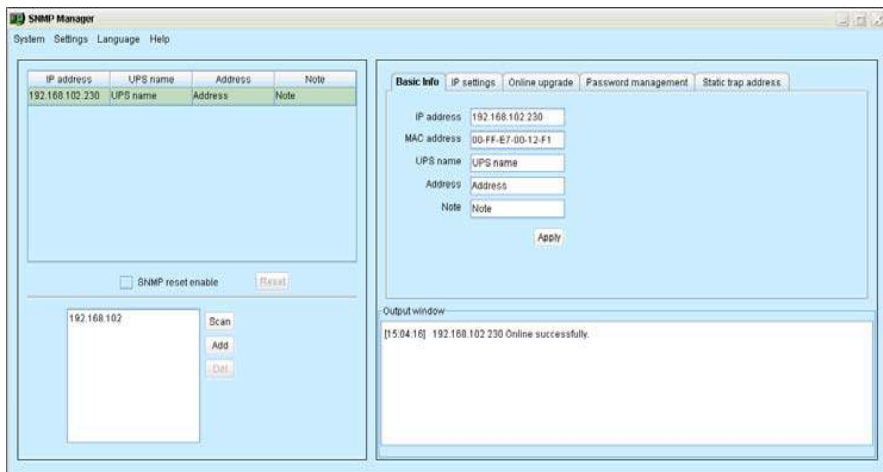 SNMP Manager
System Settings Language Help
IP address UPS name Address Note
192.168.102.230 UPS name Address Note
SNMP reset enable Reset
192.168.102
Scan
Add
Del
Basic Info IP settings Online upgrade Password management Static trap address
IP address 192.168.102.230
MAC address 00-FF-E7-00-12-F1
UPS name UPS name
Address Address
Note Note
Apply
Output window
[15:04:16] 192.168.102.230 Online successfully.